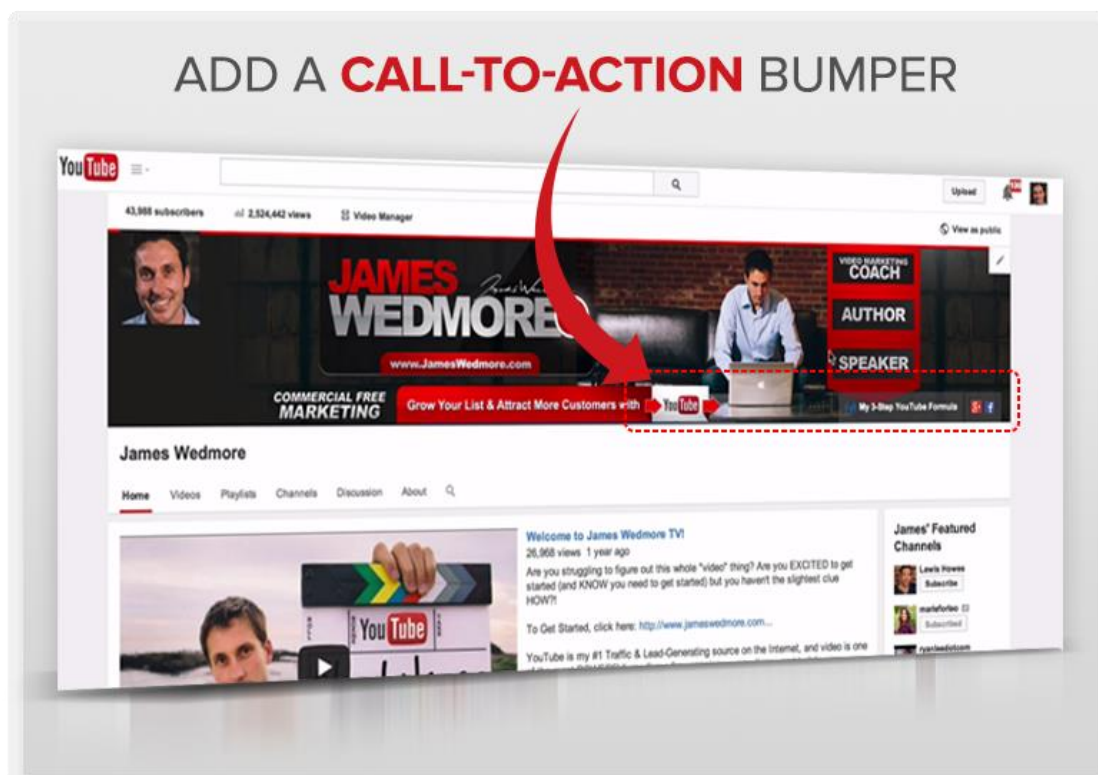 ADD A CALL-TO-ACTION BUMPER
YouTube
Upload
43,988 subscribers
2,524,442 views
Video Manager
View as public
JAMES
WEDMORE
www.JamesWedmore.com
VIDEO MARKETING
COACH
AUTHOR
SPEAKER
COMMERCIAL FREE
MARKETING
Grow Your List & Attract More Customers with
YouTube
My 3-Step YouTube Formula
James Wedmore
Home Videos Playlists Channels Discussion About
YouTube
Welcome to James Wedmore TV!
26,968 views 1 year ago
Are you struggling to figure out this whole "video" thing? Are you EXCITED to get
started (and KNOW you need to get started) but you haven't the slightest clue
HOW?!
To Get Started, click here: http://www.jameswedmore.com...
YouTube is my #1 Traffic & Lead-Generating source on the Internet, and video is one
James' Featured
Channels
Lewis Howes
Subscribe
marieforleo
Subscribed
ryanleedotcom